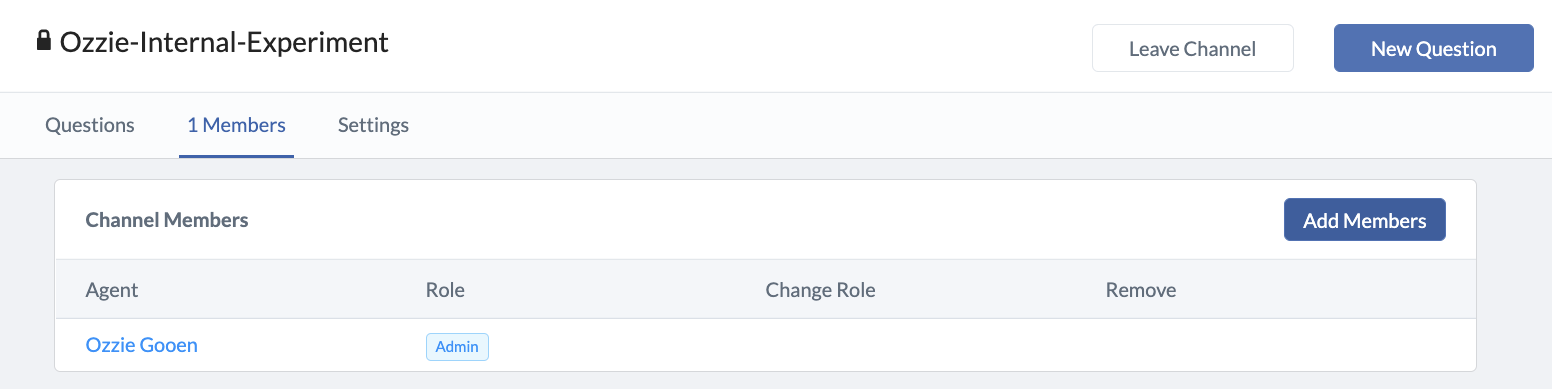 Ozzie-Internal-Experiment
Leave Channel
New Question
Questions
1 Members
Settings
Channel Members
Add Members
Agent
Role
Change Role
Remove
Ozzie Gooen
Admin